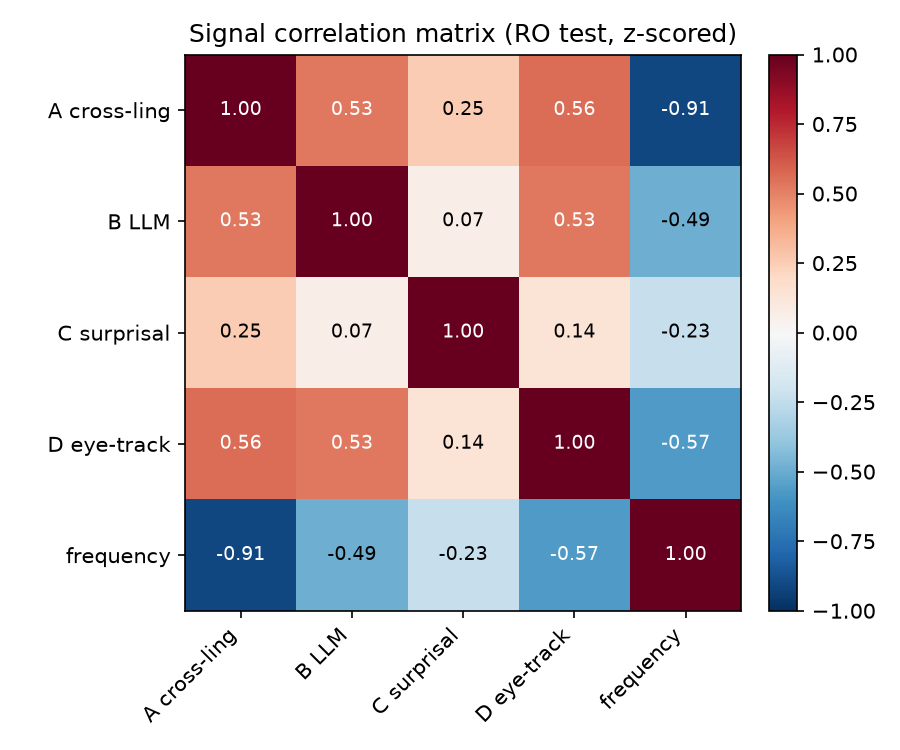 Signal correlation matrix (RO test, z-scored)
A cross-ling 1.00 0.53 0.25 0.56 -0.91
B LLM 0.53 1.00 0.07 0.53 -0.49
C surprisal 0.25 0.07 1.00 0.14 -0.23
D eye-track 0.56 0.53 0.14 1.00 -0.57
frequency -0.91 -0.49 -0.23 -0.57 1.00
A cross-ling B LLM C surprisal D eye-track frequency
1.00
0.75
0.50
0.25
0.00
−0.25
−0.50
−0.75
−1.00